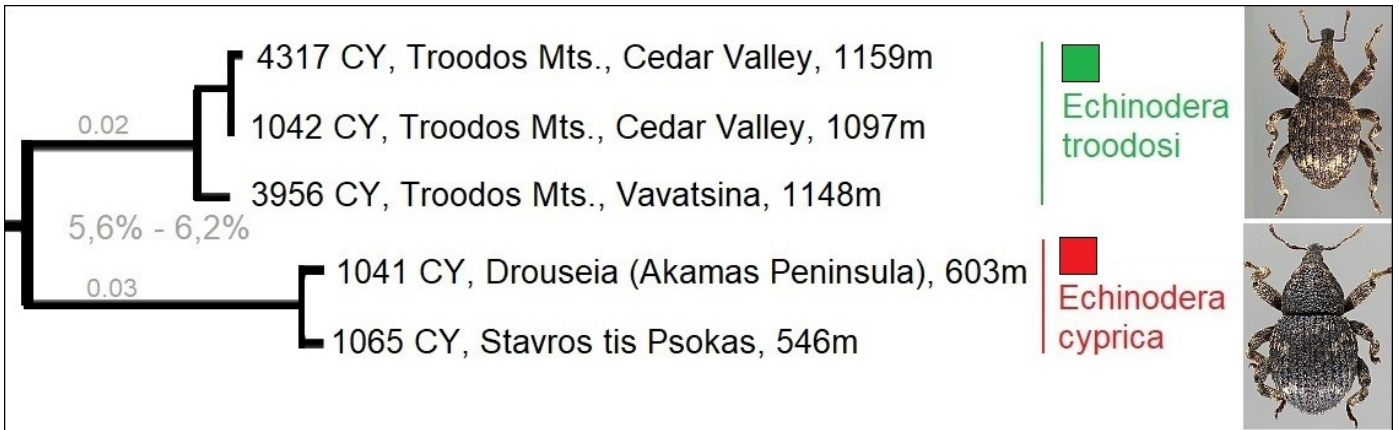 4317 CY, Troodos Mts., Cedar Valley, 1159m
0.02
1042 CY, Troodos Mts., Cedar Valley, 1097m
3956 CY, Troodos Mts., Vavatsina, 1148m
Echinodera
troodosi
5,6% - 6,2%
1041 CY, Drouseia (Akamas Peninsula), 603m
0.03
1065 CY, Stavros tis Psokas, 546m
Echinodera
cyprica